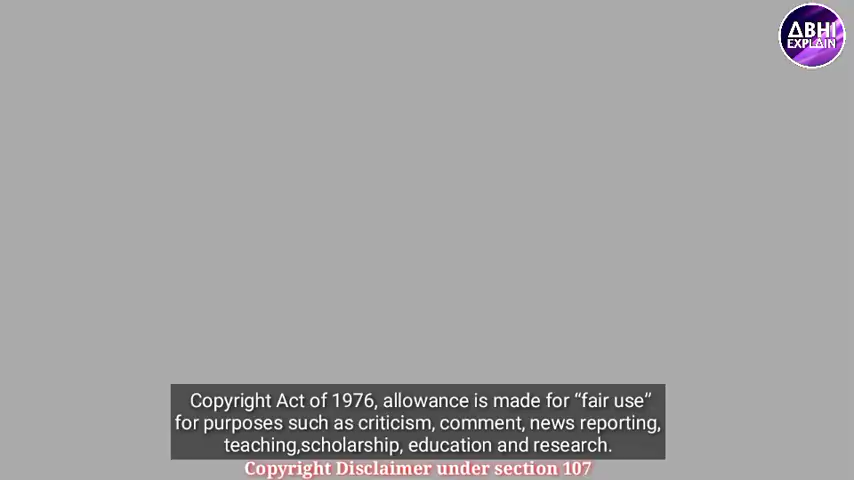 ABHI
EXPLAIN
Copyright Act of 1976, allowance is made for “fair use”
for purposes such as criticism, comment, news reporting,
teaching,scholarship, education and research.
Copyright Disclaimer under section 107